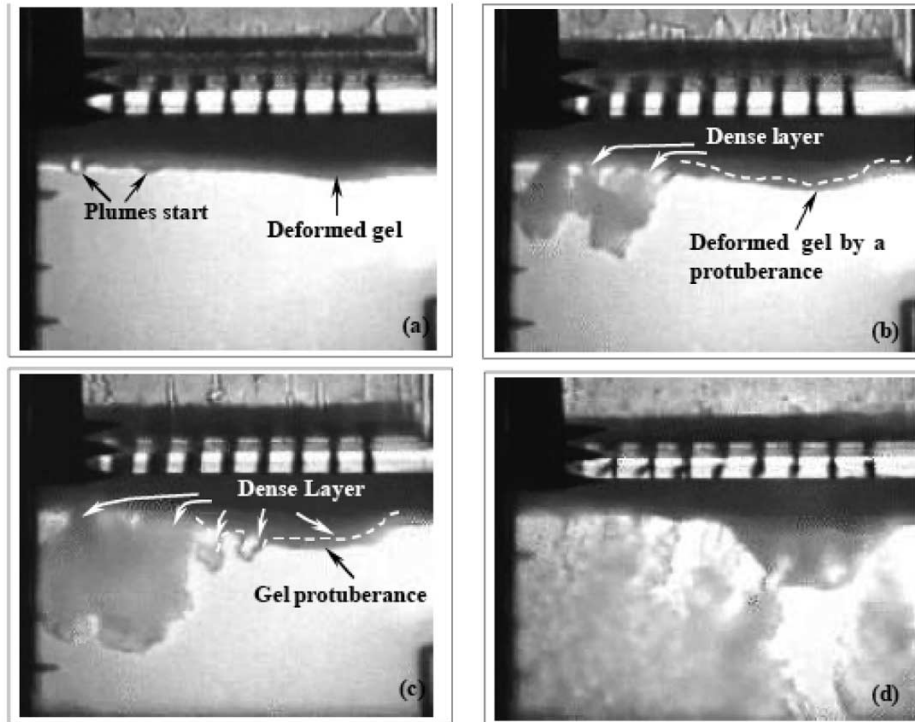 Plumes start
Deformed gel
(a)
Dense layer
Deformed gel by a
protuberance
(b)
Dense Layer
Gel protuberance
(c)
(d)